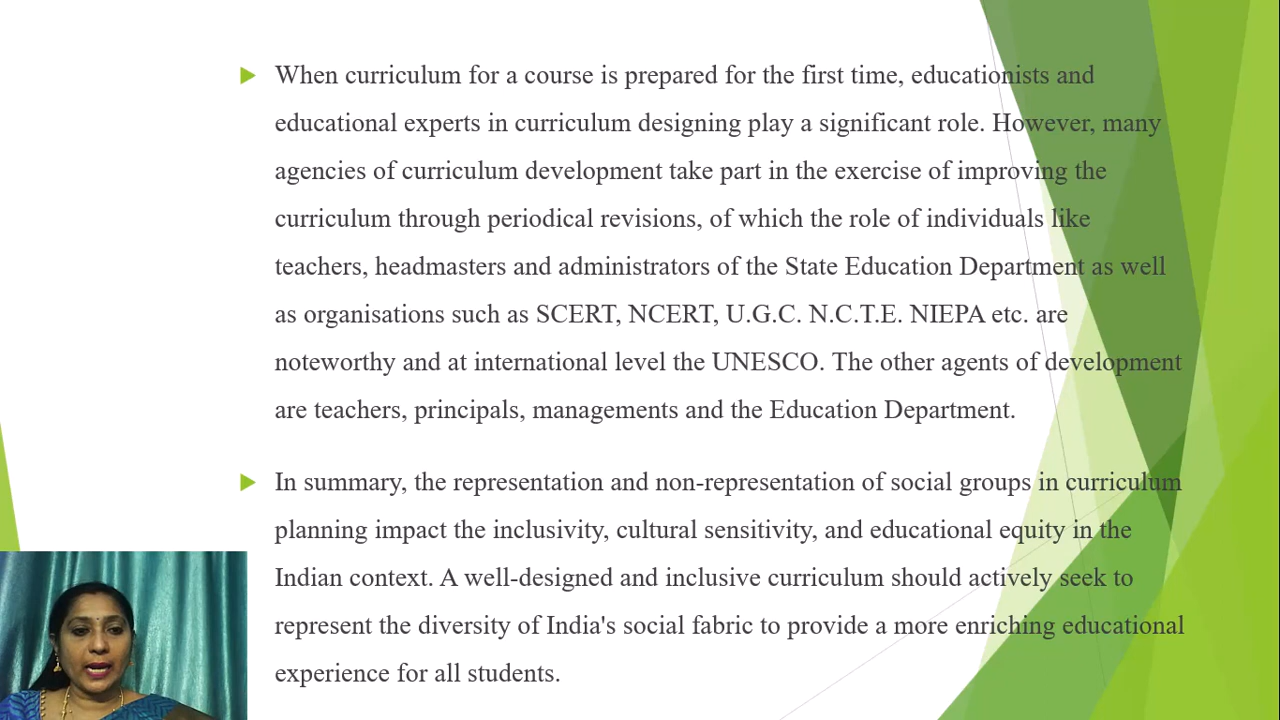 When curriculum for a course is prepared for the first time, educationists and
educational experts in curriculum designing play a significant role. However, many
agencies of curriculum development take part in the exercise of improving the
curriculum through periodical revisions, of which the role of individuals like
teachers, headmasters and administrators of the State Education Department as well
as organisations such as SCERT, NCERT, U.G.C. N.C.T.E. NIEPA etc. are
noteworthy and at international level the UNESCO. The other agents of development
are teachers, principals, managements and the Education Department.
In summary, the representation and non-representation of social groups in curriculum
planning impact the inclusivity, cultural sensitivity, and educational equity in the
Indian context. A well-designed and inclusive curriculum should actively seek to
represent the diversity of India's social fabric to provide a more enriching educational
experience for all students.